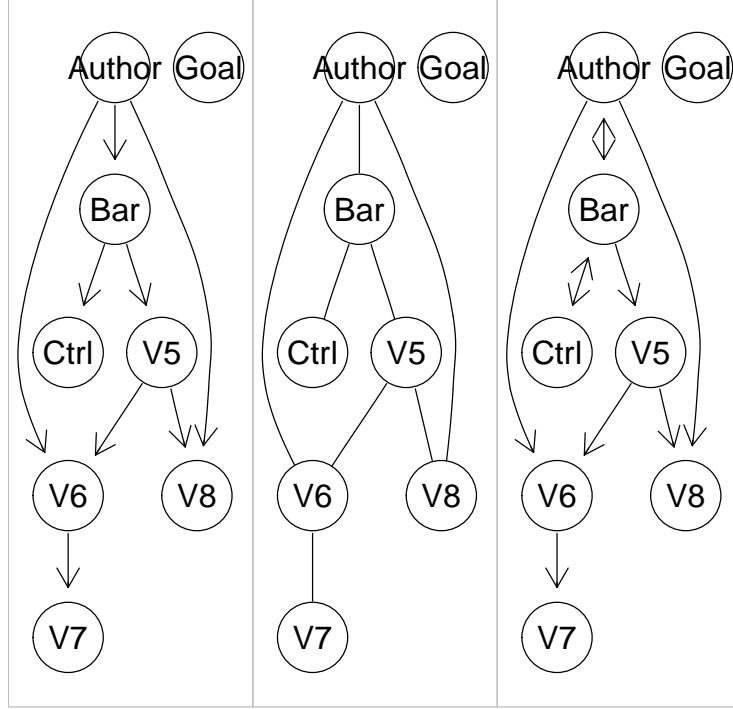 Author Goal
Bar
Ctrl V5
V6 V8
V7
Author Goal
Bar
Ctrl V5
V6 V8
V7
Author Goal
Bar
Ctrl V5
V6 V8
V7